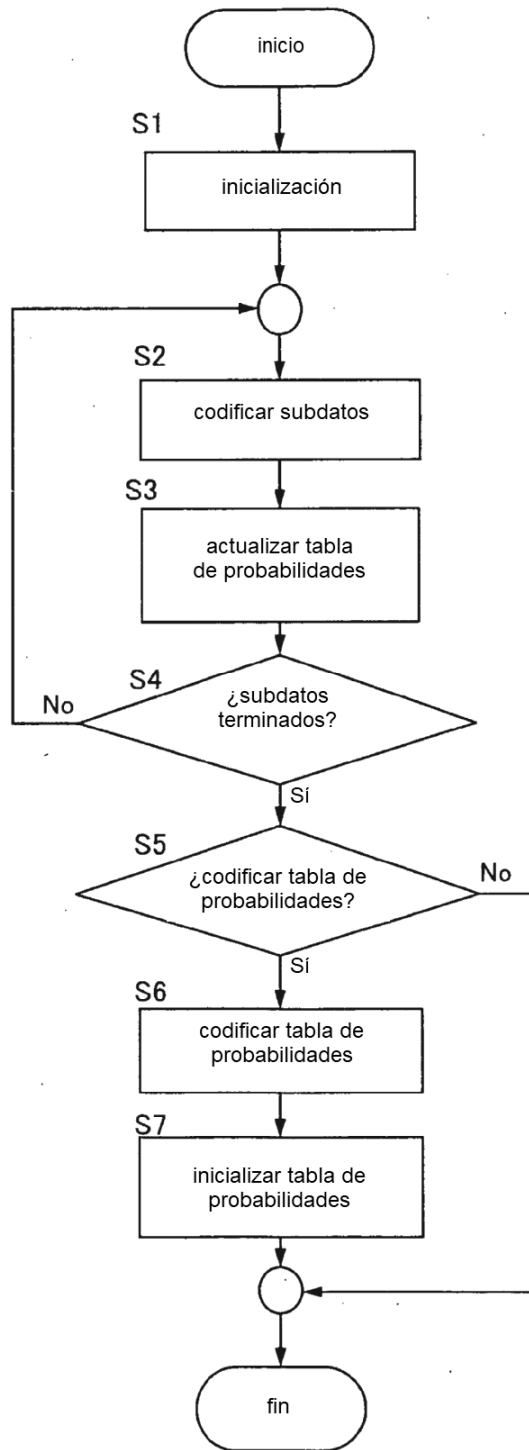 inicio
S1
inicialización
S2
codificar subdatos
S3
actualizar tabla
de probabilidades
S4
No
¿subdatos
terminados?
Sí
S5
¿codificar tabla de
probabilidades?
No
Sí
S6
codificar tabla de
probabilidades
S7
inicializar tabla de
probabilidades
fin